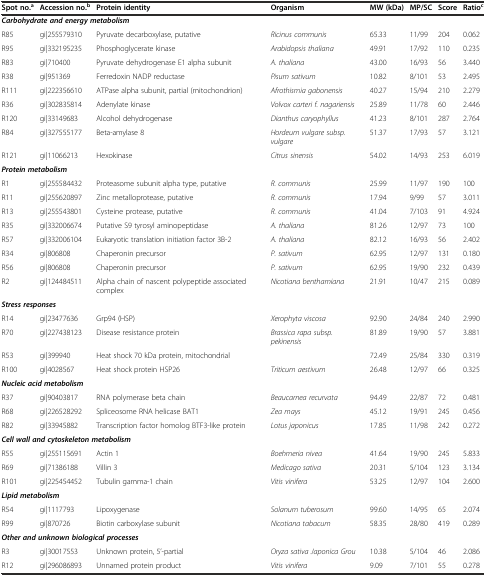 Spot no.a Accession no.b Protein identity Organism MW (kDa) MP/SC Score Ratioc
Carbohydrate and energy metabolism
R85 gi|255579310 Pyruvate decarboxylase, putative Ricinus communis 65.33 11/99 204 0.062
R95 gi|332195235 Phosphoglycerate kinase Arabidopsis thaliana 49.91 17/92 110 0.235
R83 gi|710400 Pyruvate dehydrogenase E1 alpha subunit A. thaliana 43.00 16/93 56 3.440
R38 gi|951369 Ferredoxin NADP reductase Pisum sativum 10.82 8/101 53 2.495
R111 gi|222356610 ATPase alpha subunit, partial (mitochondrion) Afrothismia gabonensis 40.27 15/94 210 2.279
R36 gi|302835814 Adenylate kinase Volvox carteri f. nagariensis 25.89 11/78 60 2.446
R120 gi|33149683 Alcohol dehydrogenase Dianthus caryophyllus 41.23 8/101 287 2.764
R84 gi|327555177 Beta-amylase 8 Hordeum vulgare subsp. vulgare 51.37 17/93 57 3.121
R121 gi|11066213 Hexokinase Citrus sinensis 54.02 14/93 253 6.019
Protein metabolism
R1 gi|255584432 Proteasome subunit alpha type, putative R. communis 25.99 11/97 190 100
R11 gi|255620897 Zinc metalloprotease, putative R. communis 17.94 9/99 57 3.011
R13 gi|255543801 Cysteine protease, putative R. communis 41.04 7/103 91 4.924
R35 gi|332006674 Putative S9 tyrosyl aminopeptidase A. thaliana 81.26 12/97 73 100
R57 gi|332006104 Eukaryotic translation initiation factor 3B-2 A. thaliana 82.12 16/93 56 2.402
R34 gi|806808 Chaperonin precursor P. sativum 62.95 12/97 131 0.180
R56 gi|806808 Chaperonin precursor P. sativum 62.95 19/90 232 0.439
R2 gi|124484511 Alpha chain of nascent polypeptide associated complex Nicotiana benthamiana 21.91 10/47 215 0.089
Stress responses
R14 gi|23477636 Grp94 (HSP) Xerophyta viscosa 92.90 24/84 240 2.990
R70 gi|227438123 Disease resistance protein Brassica rapa subsp. pekinensis 81.89 19/90 57 3.881
R53 gi|399940 Heat shock 70 kDa protein, mitochondrial 72.49 25/84 330 0.319
R100 gi|4028567 Heat shock protein HSP26 Triticum aestivum 26.48 12/97 66 0.325
Nucleic acid metabolism
R37 gi|90403817 RNA polymerase beta chain Beaucarnea recurvata 94.49 22/87 72 0.481
R68 gi|226528292 Spliceosome RNA helicase BAT1 Zea mays 45.12 19/91 245 0.456
R82 gi|33945882 Transcription factor homolog BTF3-like protein Lotus japonicus 17.85 11/98 242 0.272
Cell wall and cytoskeleton metabolism
R55 gi|255115691 Actin 1 Boehmeria nivea 41.64 19/90 245 5.833
R69 gi|71386188 Villin 3 Medicago sativa 20.31 5/104 123 3.134
R101 gi|225454452 Tubulin gamma-1 chain Vitis vinifera 53.25 12/97 104 2.600
Lipid metabolism
R54 gi|1117793 Lipoxygenase Solanum tuberosum 99.60 14/95 65 2.074
R99 gi|870726 Biotin carboxylase subunit Nicotiana tabacum 58.35 28/80 419 0.289
Other and unknown biological processes
R3 gi|30017553 Unknown protein, 5'-partial Oryza sativa Japonica Grou 10.38 5/104 46 2.086
R12 gi|296086893 Unnamed protein product Vitis vinifera 9.09 7/101 55 0.278